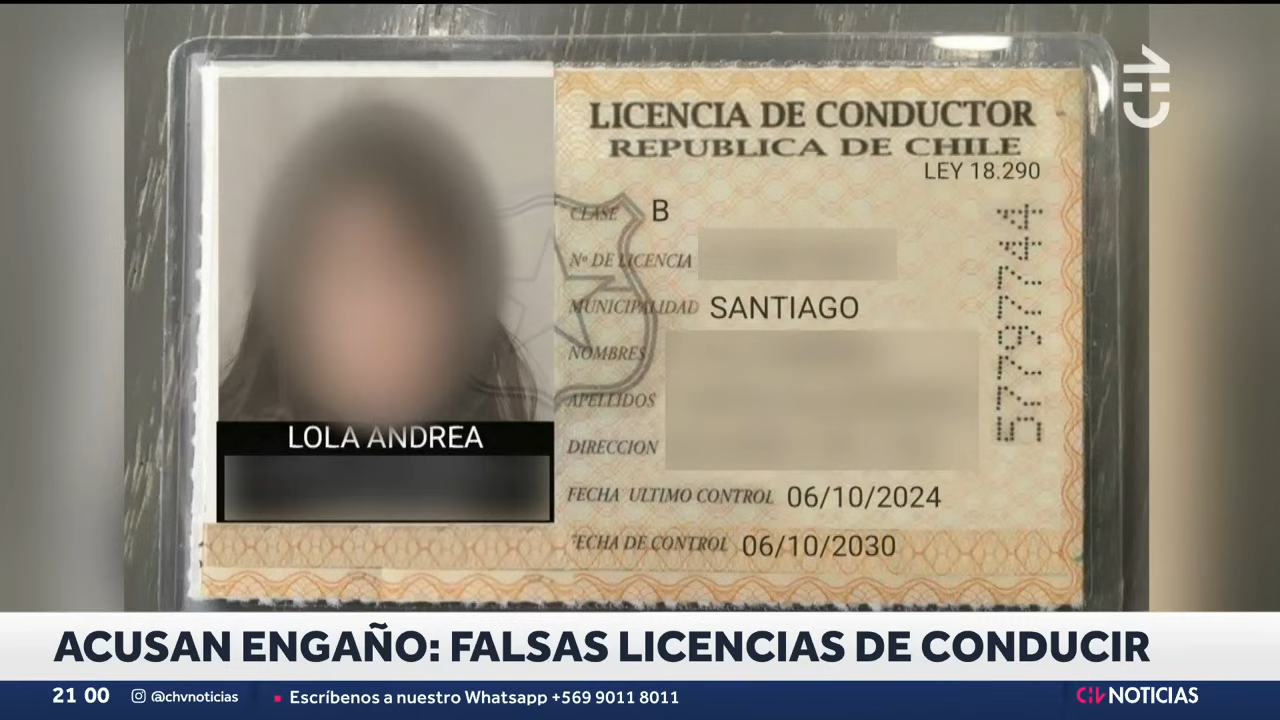 LICENCIA DE CONDUCTOR
REPUBLICA DE CHILE
LEY 18.290
CLASE B
Nº DE LICENCIA
MUNICIPALIDAD SANTIAGO
NOMBRES
APELLIDOS
DIRECCION
FECHA ULTIMO CONTROL 06/10/2024
FECHA DE CONTROL 06/10/2030
5779744
LOLA ANDREA
CHV
ACUSAN ENGAÑO: FALSAS LICENCIAS DE CONDUCIR
21 00 @chvnoticias Escríbenos a nuestro Whatsapp +569 9011 8011 CHV NOTICIAS